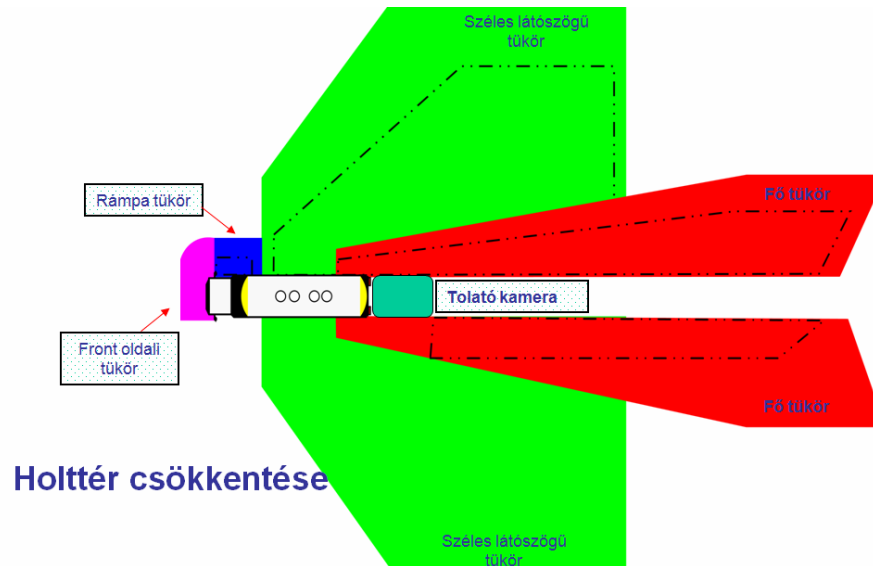 Széles látószögű
tükör
Rámpa tükör
Fő tükör
Tolató kamera
Front oldali
tükör
Fő tükör
Holttér csökkentése
Széles látószögű
tükör